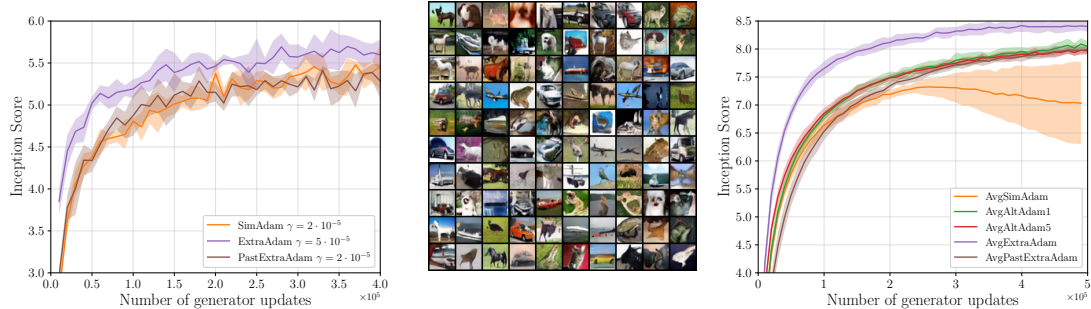 Inception Score
6.0
5.5
5.0
4.5
4.0
3.5
3.0
SimAdam γ = 2 · 10⁻⁵
ExtraAdam γ = 5 · 10⁻⁵
PastExtraAdam γ = 2 · 10⁻⁵
0.0 0.5 1.0 1.5 2.0 2.5 3.0 3.5 4.0
Number of generator updates ×10⁵
Inception Score
8.5
8.0
7.5
7.0
6.5
6.0
5.5
5.0
4.5
4.0
AvgSimAdam
AvgAltAdam1
AvgAltAdam5
AvgExtraAdam
AvgPastExtraAdam
0 1 2 3 4 5
Number of generator updates ×10⁵